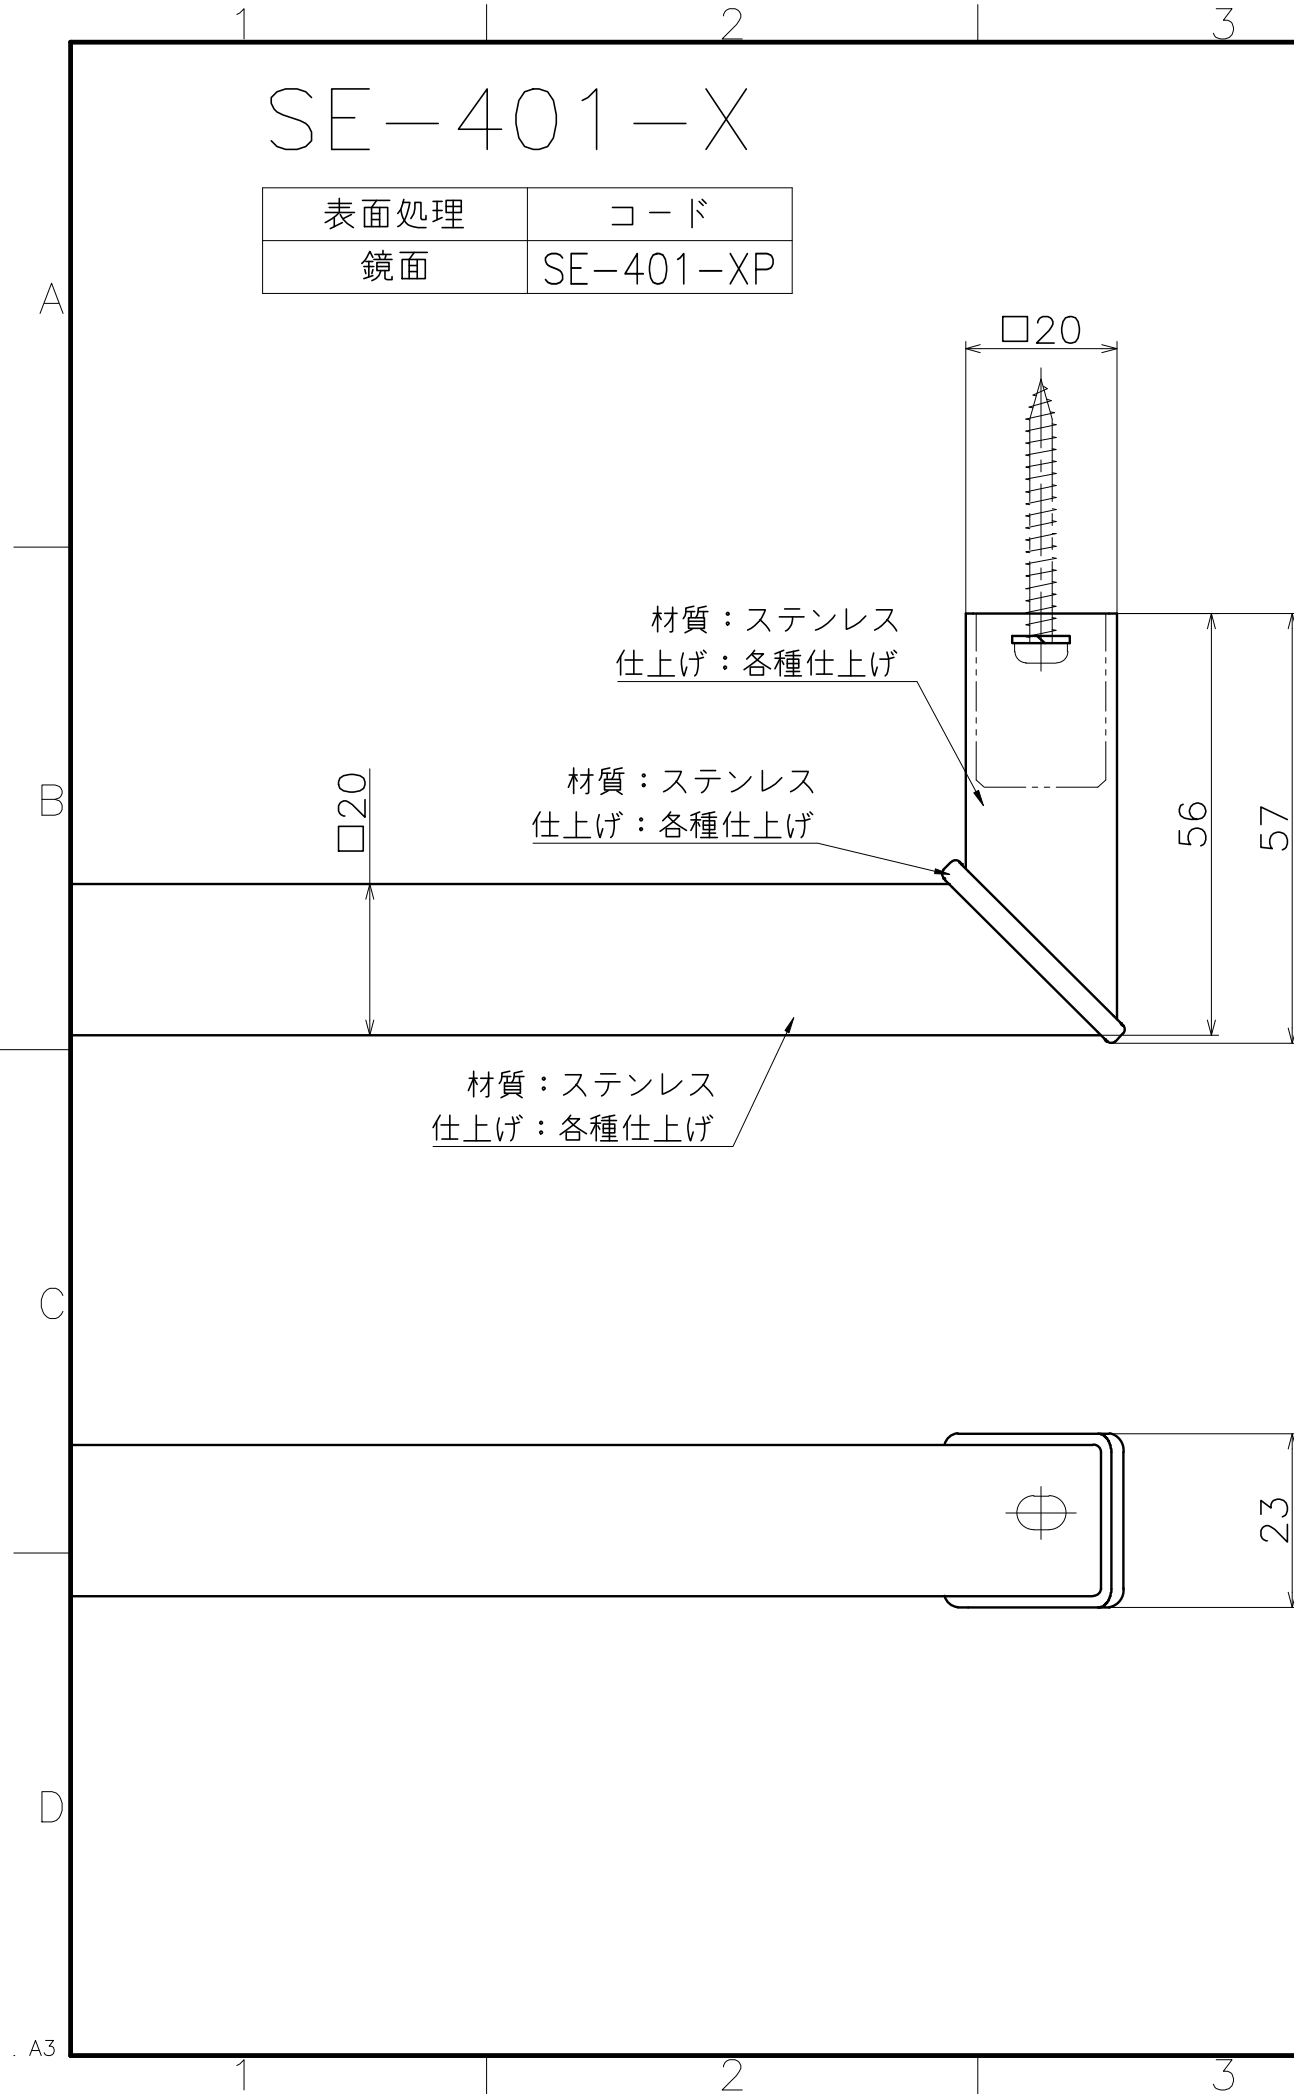 1 2 3
SE-401-X
表面処理 コード
鏡面 SE-401-XP
A
□20
材質：ステンレス
仕上げ：各種仕上げ
材質：ステンレス
仕上げ：各種仕上げ
B
□20
56
57
材質：ステンレス
仕上げ：各種仕上げ
C
23
D
A3
1 2 3